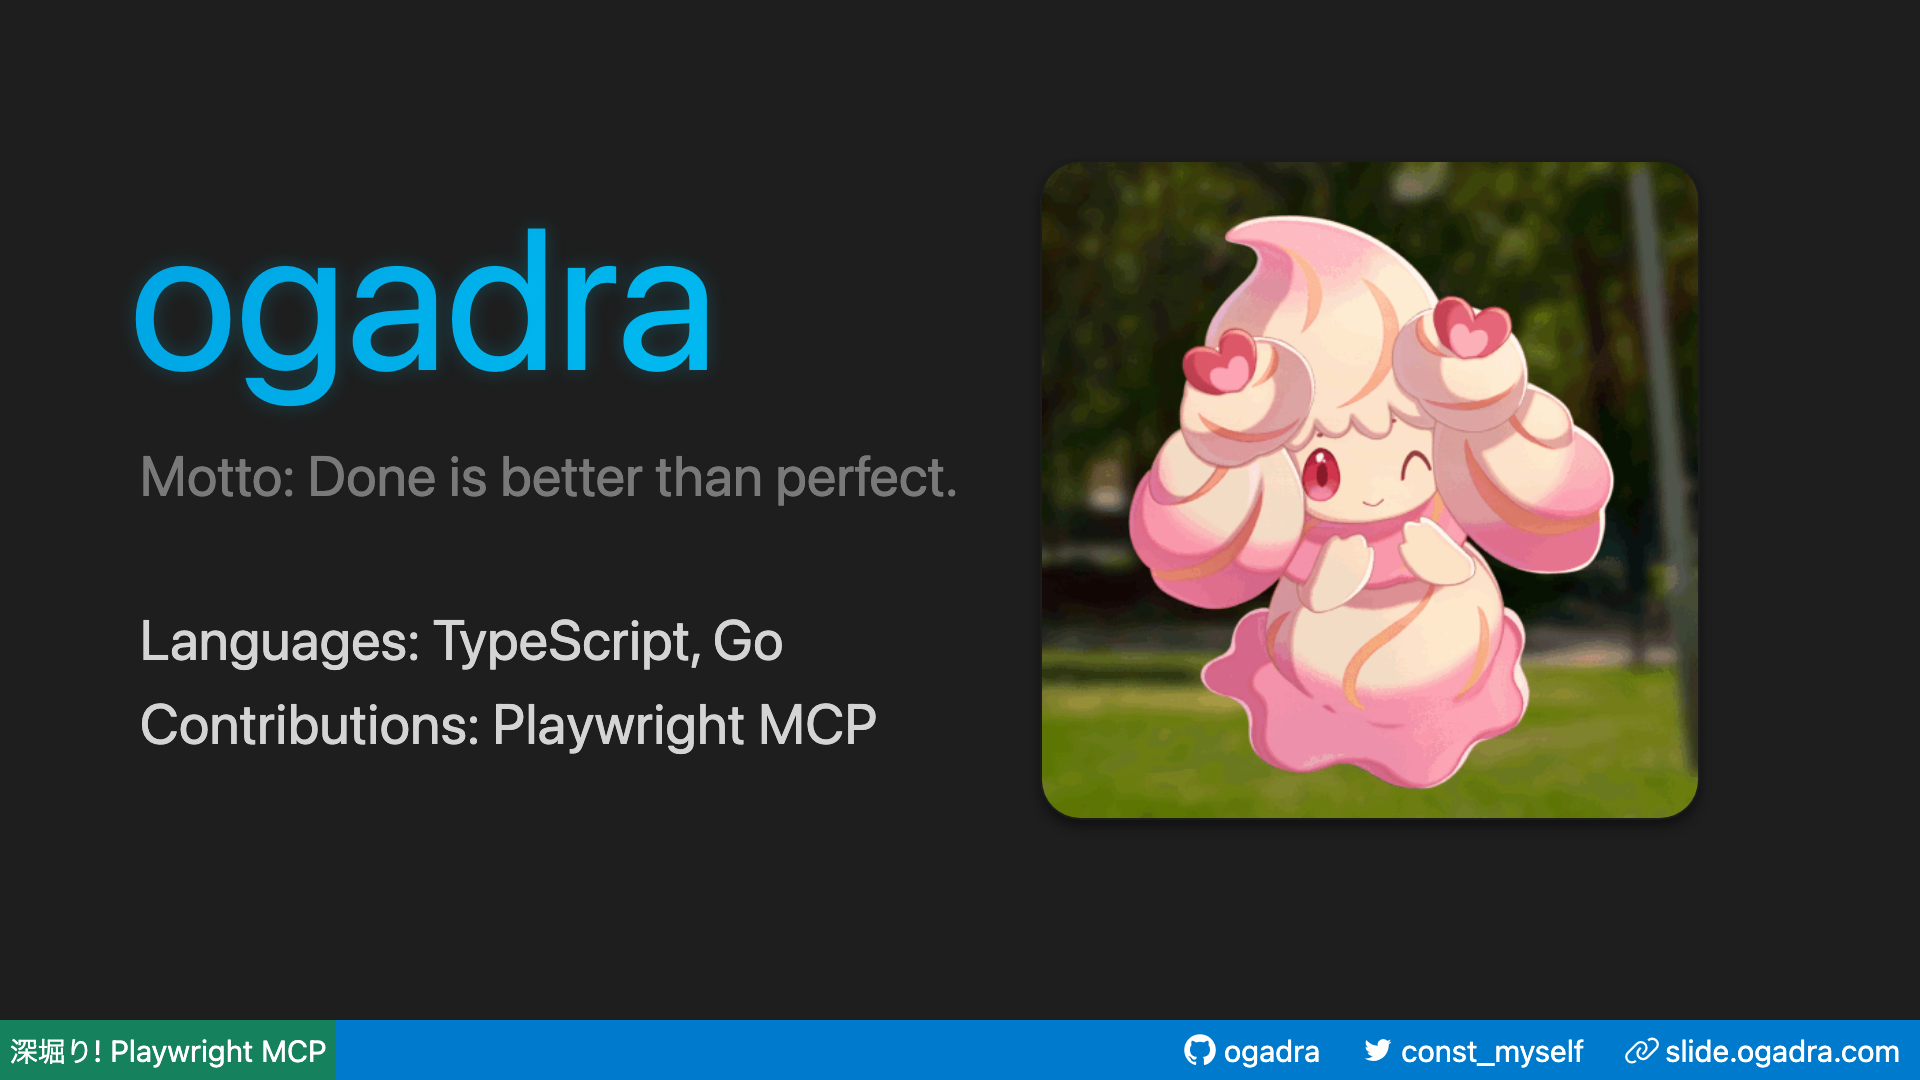 ogadra
Motto: Done is better than perfect.
Languages: TypeScript, Go
Contributions: Playwright MCP
深堀り! Playwright MCP
ogadra
const_myself
slide.ogadra.com